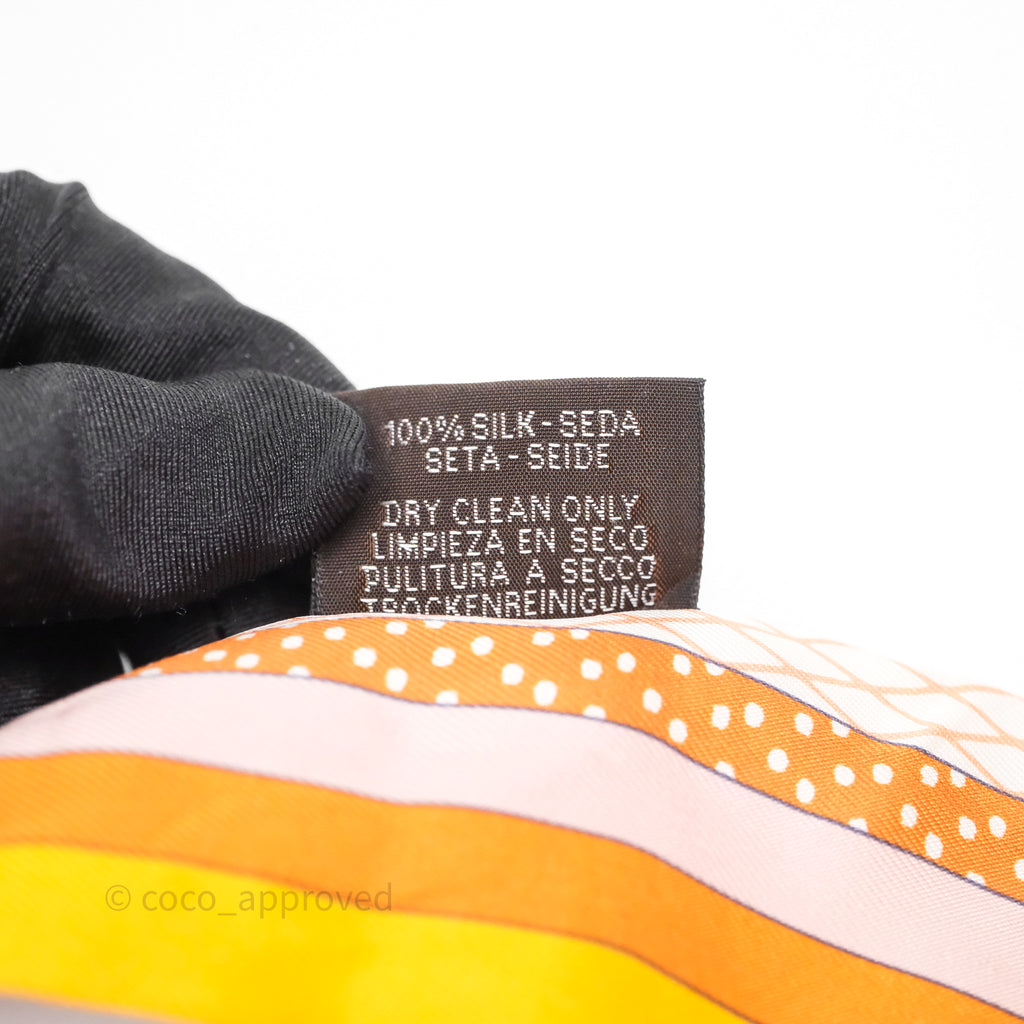 100% SILK - SEDA
SETA - SEIDE
DRY CLEAN ONLY
LIMPIEZA EN SECO
PULITURA A SECCO
TROCKENREINIGUNG
© coco_approved